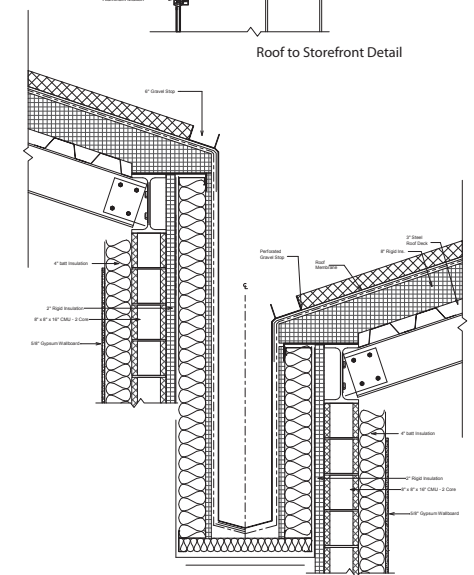 Roof to Storefront Detail
6" Gravel Stop
3" Steel
Roof Deck
8" Rigid Ins.
Perforated
Gravel Stop
Roof
Membrane
4" batt Insulation
2" Rigid Insulation
8" x 8" x 16" CMU - 2 Core
5/8" Gypsum Wallboard
4" batt Insulation
2" Rigid Insulation
8" x 8" x 16" CMU - 2 Core
5/8" Gypsum Wallboard